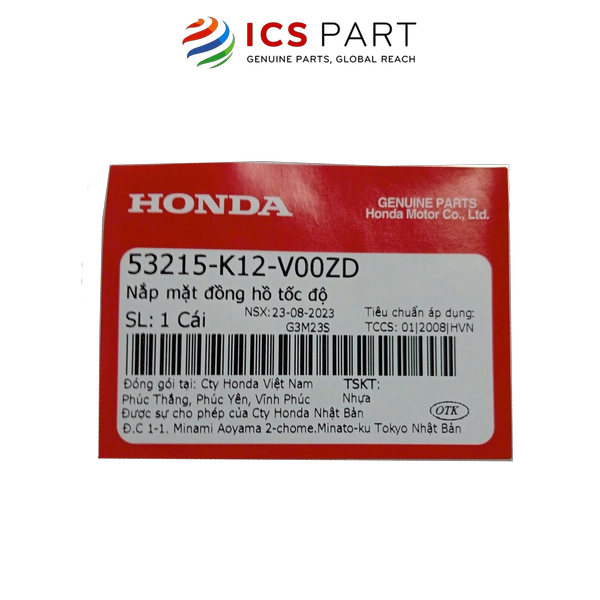 ICS PART
GENUINE PARTS, GLOBAL REACH
HONDA
GENUINE PARTS
Honda Motor Co., Ltd.
53215-K12-V00ZD
Nắp mặt đồng hồ tốc độ
SL: 1 Cái
NSX:23-08-2023
G3M23S
Tiêu chuẩn áp dụng:
TCCS: 01|2008|HVN
Đóng gói tại: Cty Honda Việt Nam
Phúc Thắng, Phúc Yên, Vĩnh Phúc
TSKT:
Nhựa
Được sự cho phép của Cty Honda Nhật Bản
OTK
Đ.C 1-1. Minami Aoyama 2-chome.Minato-ku Tokyo Nhật Bản